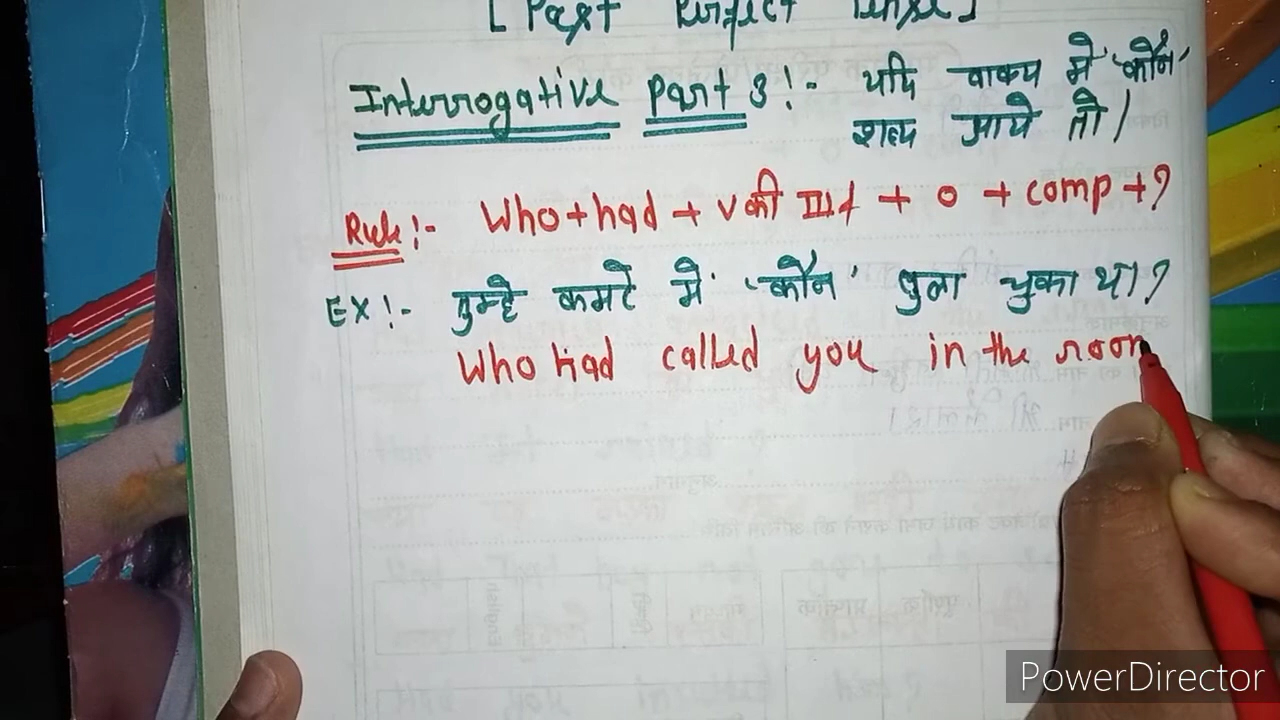 [Past Perfect Tense]
Interrogative Part 3!- यदि वाक्य में 'कौन'
शब्द आये तो/
Rule!- Who+had + v की III f + o + comp + ?
EX!- तुम्हे कमरे में 'कौन' बुला चुका था?
Who had called you in the room
PowerDirector